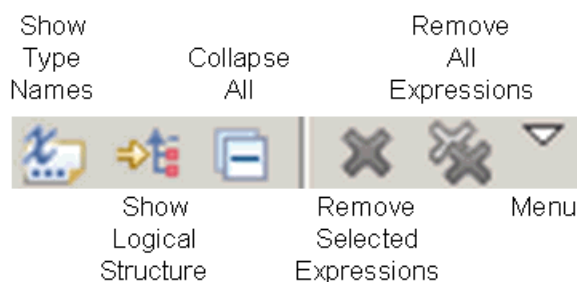 Show
Type
Names
Collapse
All
Remove
All
Expressions
Show
Logical
Structure
Remove
Selected
Expressions
Menu